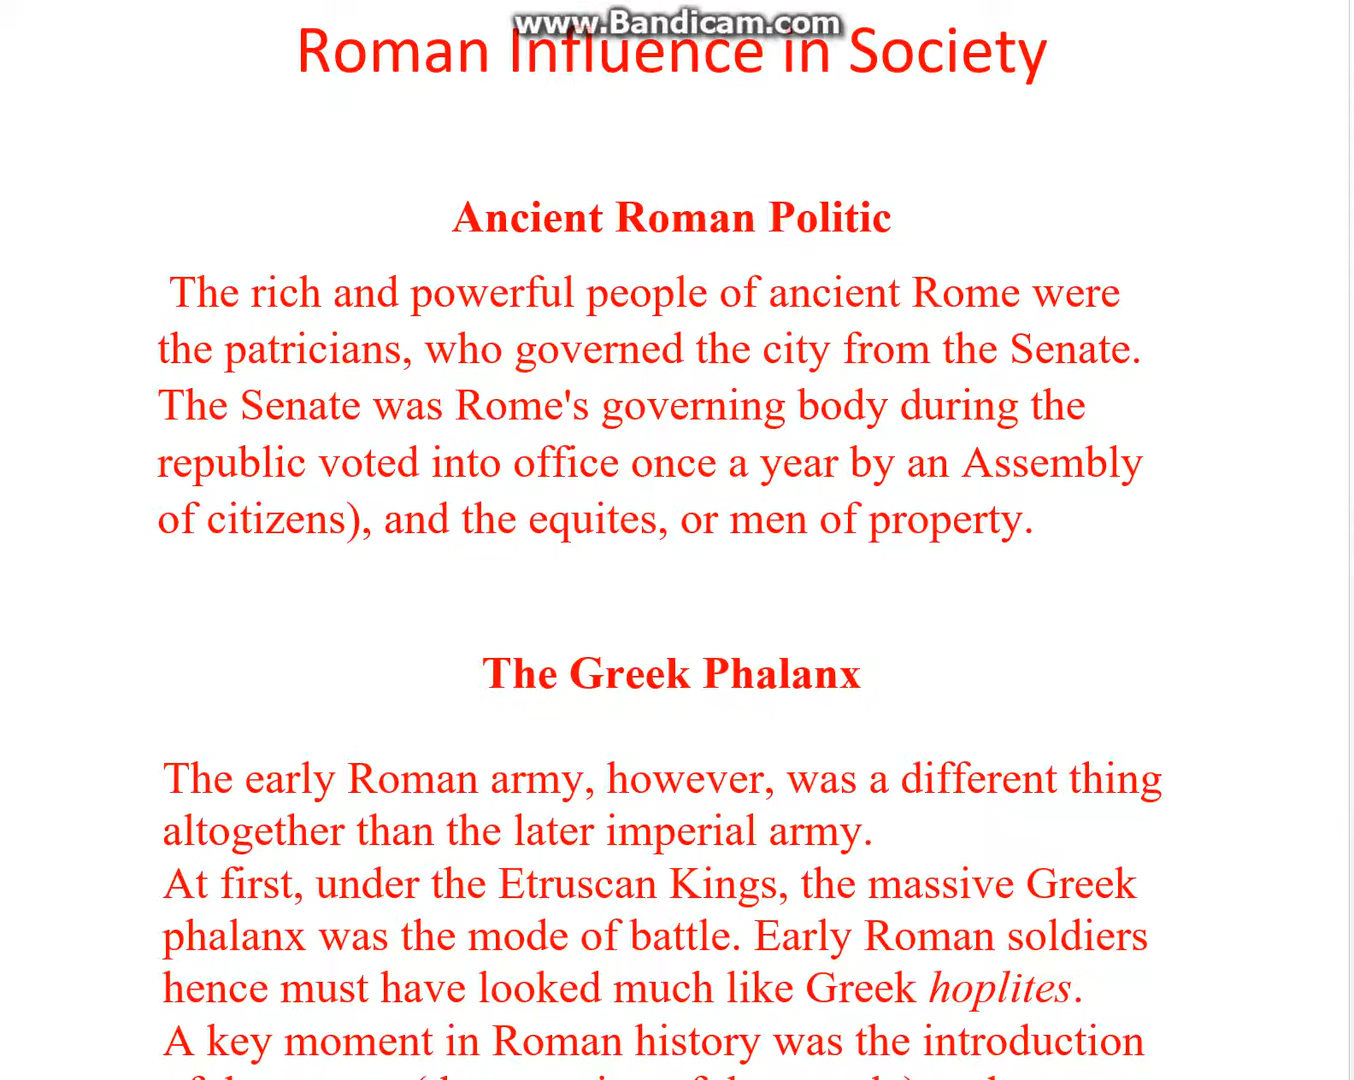 www.Bandicam.com
Roman Influence in Society
Ancient Roman Politic
The rich and powerful people of ancient Rome were
the patricians, who governed the city from the Senate.
The Senate was Rome's governing body during the
republic voted into office once a year by an Assembly
of citizens), and the equites, or men of property.
The Greek Phalanx
The early Roman army, however, was a different thing
altogether than the later imperial army.
At first, under the Etruscan Kings, the massive Greek
phalanx was the mode of battle. Early Roman soldiers
hence must have looked much like Greek hoplites.
A key moment in Roman history was the introduction